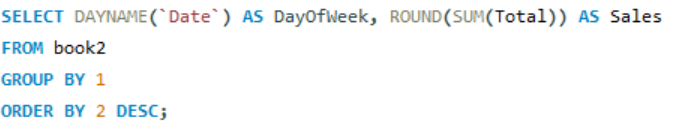 SELECT DAYNAME(`Date`) AS DayOfWeek, ROUND(SUM(Total)) AS Sales
FROM book2
GROUP BY 1
ORDER BY 2 DESC;